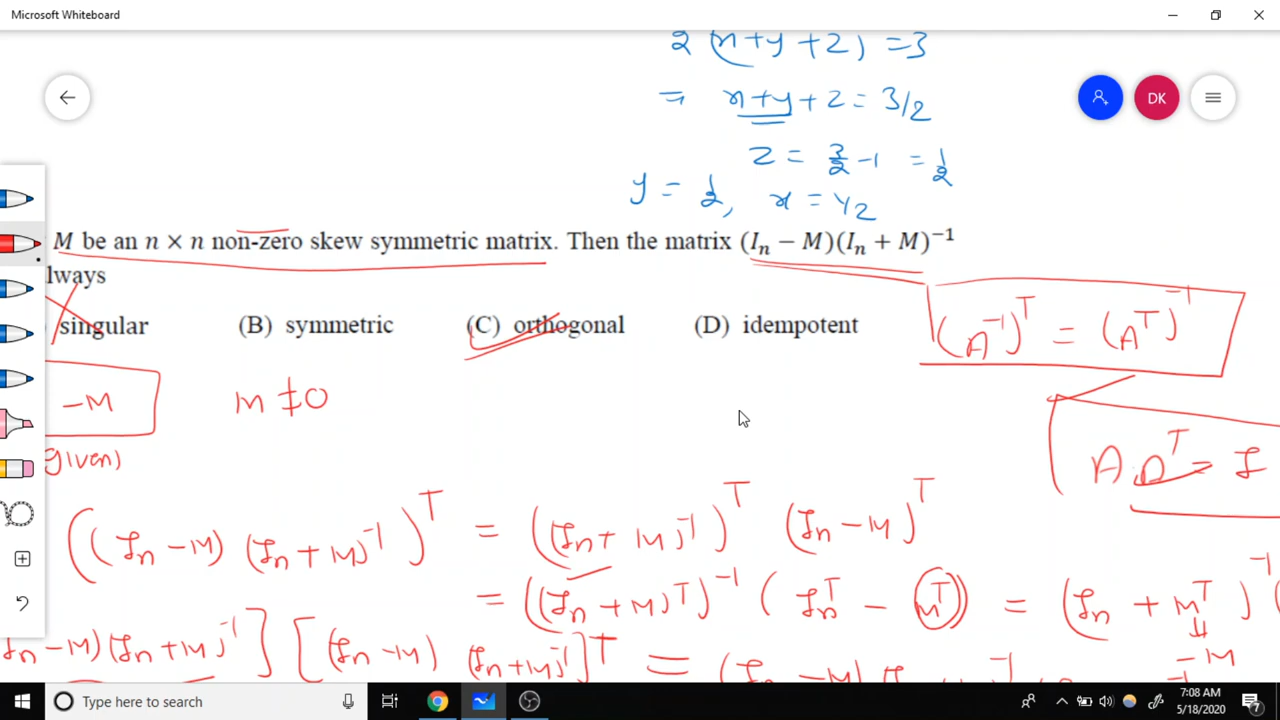 Microsoft Whiteboard
2 (x+y+z) = 3
⇒ x+y+z = 3/2
z = 3/2 -1 = 1/2
y = 1/2, x = 1/2
DK
M be an n × n non-zero skew symmetric matrix. Then the matrix (Iₙ − M)(Iₙ + M)⁻¹
lways
singular (B) symmetric (C) orthogonal (D) idempotent
(A⁻¹)ᵀ = (Aᵀ)⁻¹
-M M ≠ 0
given)
A Aᵀ = I
((Iₙ -M) (Iₙ + M)⁻¹)ᵀ = ((Iₙ + M)⁻¹)ᵀ (Iₙ - M)ᵀ
= ((Iₙ + M)ᵀ)⁻¹ (Iₙᵀ - Mᵀ) = (Iₙ + Mᵀ)⁻¹
Iₙ -M) (Iₙ + M)⁻¹] [(Iₙ -M) (Iₙ + M)⁻¹]ᵀ =
-M
Type here to search
7:08 AM
5/18/2020
7